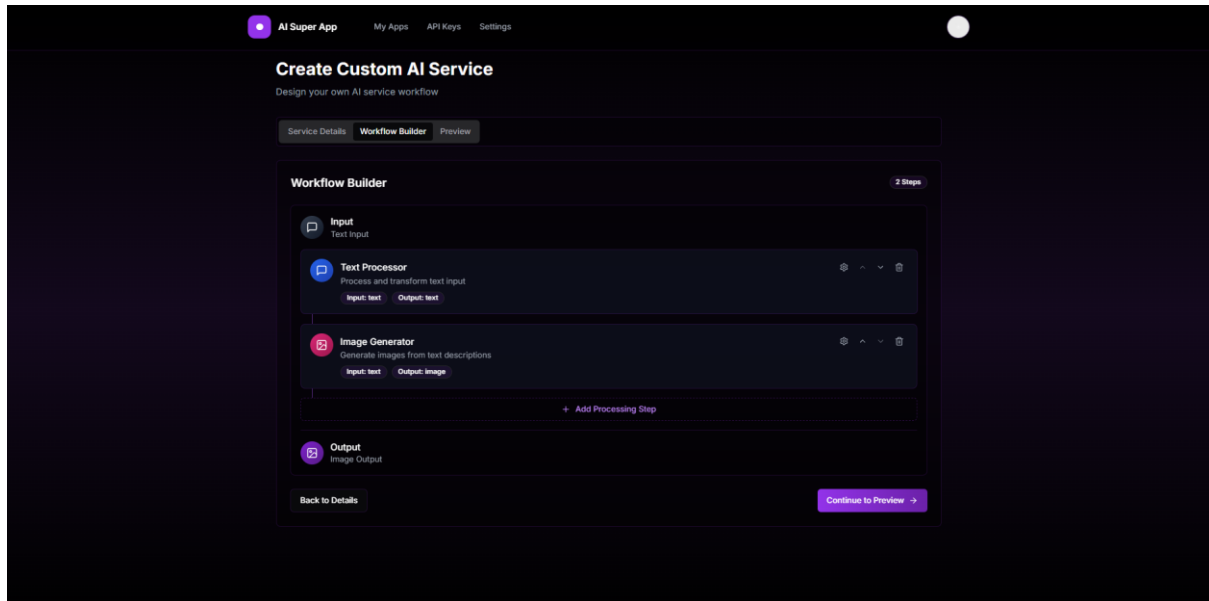 AI Super App My Apps API Keys Settings
Create Custom AI Service
Design your own AI service workflow
Service Details Workflow Builder Preview
Workflow Builder 2 Steps
Input
Text Input
Text Processor
Process and transform text input
Input: text Output: text
Image Generator
Generate images from text descriptions
Input: text Output: image
+ Add Processing Step
Output
Image Output
Back to Details Continue to Preview →